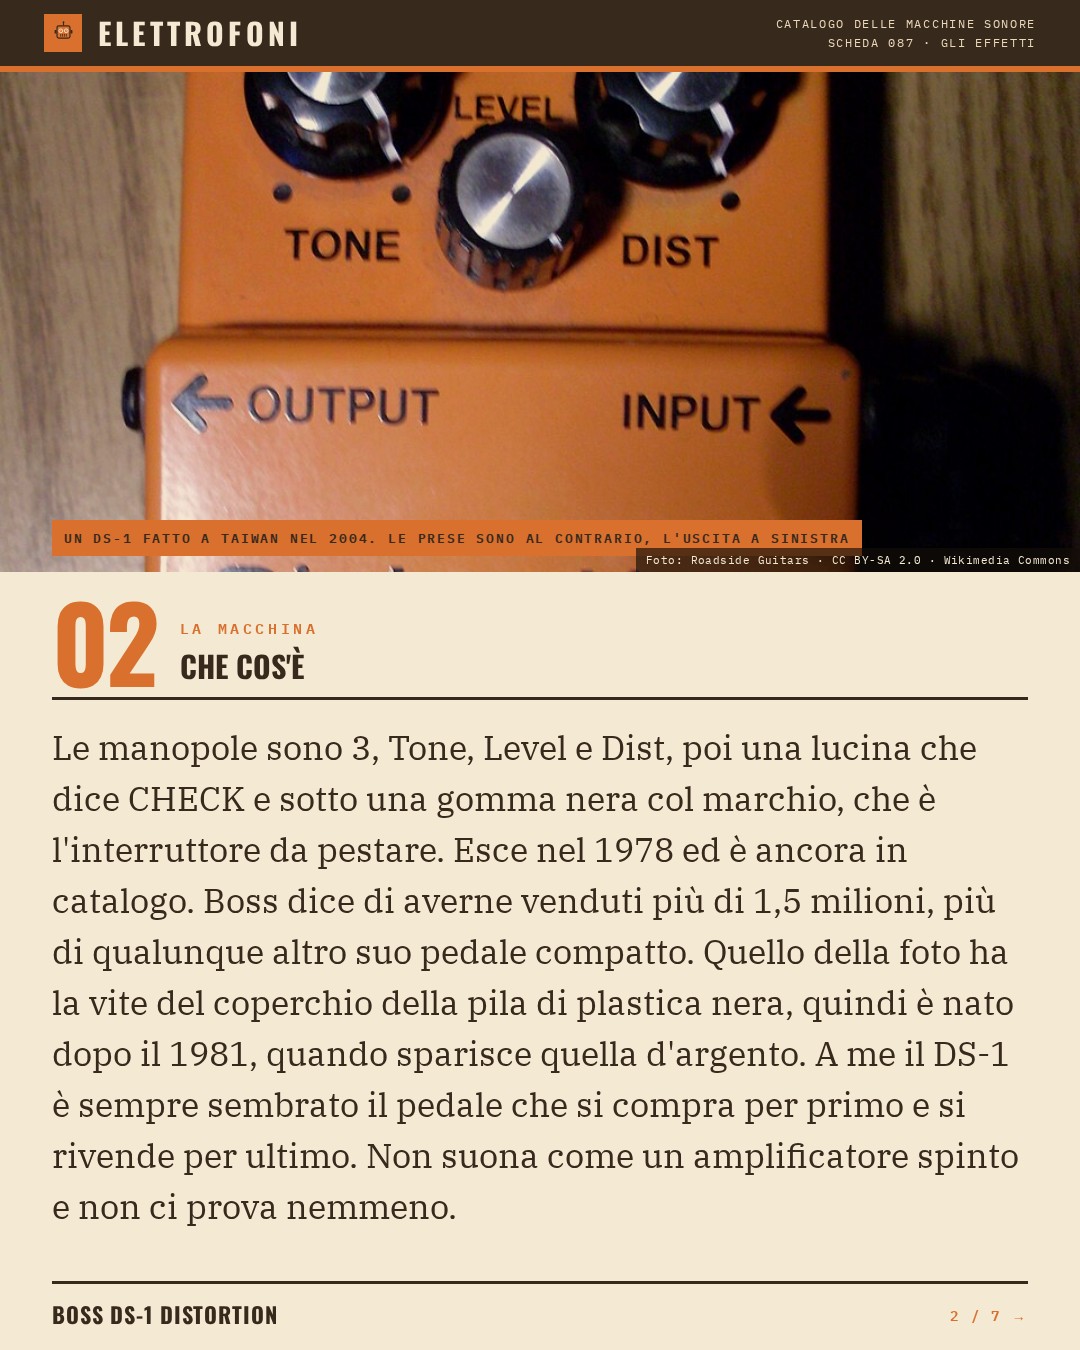 ELETTROFONI
CATALOGO DELLE MACCHINE SONORE
SCHEDA 087 · GLI EFFETTI
LEVEL
TONE
DIST
← OUTPUT
INPUT ←
UN DS-1 FATTO A TAIWAN NEL 2004. LE PRESE SONO AL CONTRARIO, L'USCITA A SINISTRA
Foto: Roadside Guitars · CC BY-SA 2.0 · Wikimedia Commons
02
LA MACCHINA
CHE COS'È
Le manopole sono 3, Tone, Level e Dist, poi una lucina che
dice CHECK e sotto una gomma nera col marchio, che è
l'interruttore da pestare. Esce nel 1978 ed è ancora in
catalogo. Boss dice di averne venduti più di 1,5 milioni, più
di qualunque altro suo pedale compatto. Quello della foto ha
la vite del coperchio della pila di plastica nera, quindi è nato
dopo il 1981, quando sparisce quella d'argento. A me il DS-1
è sempre sembrato il pedale che si compra per primo e si
rivende per ultimo. Non suona come un amplificatore spinto
e non ci prova nemmeno.
BOSS DS-1 DISTORTION
2 / 7 →